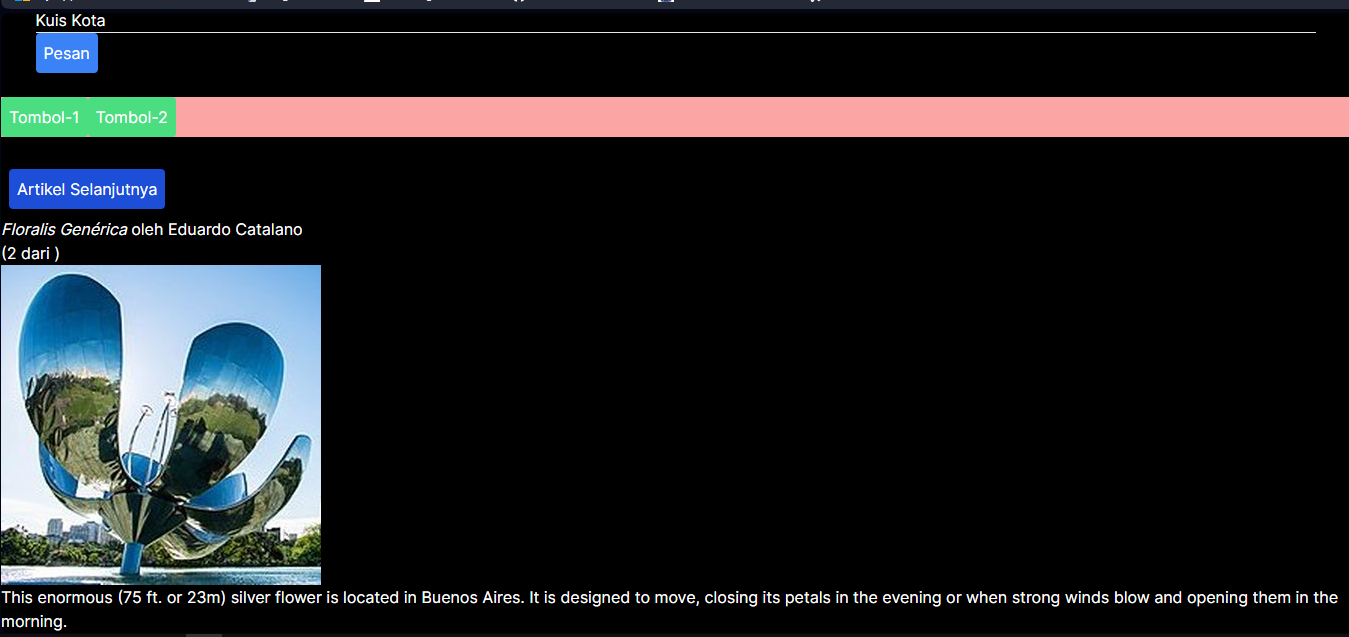 Kuis Kota
Pesan
Tombol-1 Tombol-2
Artikel Selanjutnya
Floralis Genérica oleh Eduardo Catalano
(2 dari )
This enormous (75 ft. or 23m) silver flower is located in Buenos Aires. It is designed to move, closing its petals in the evening or when strong winds blow and opening them in the
morning.